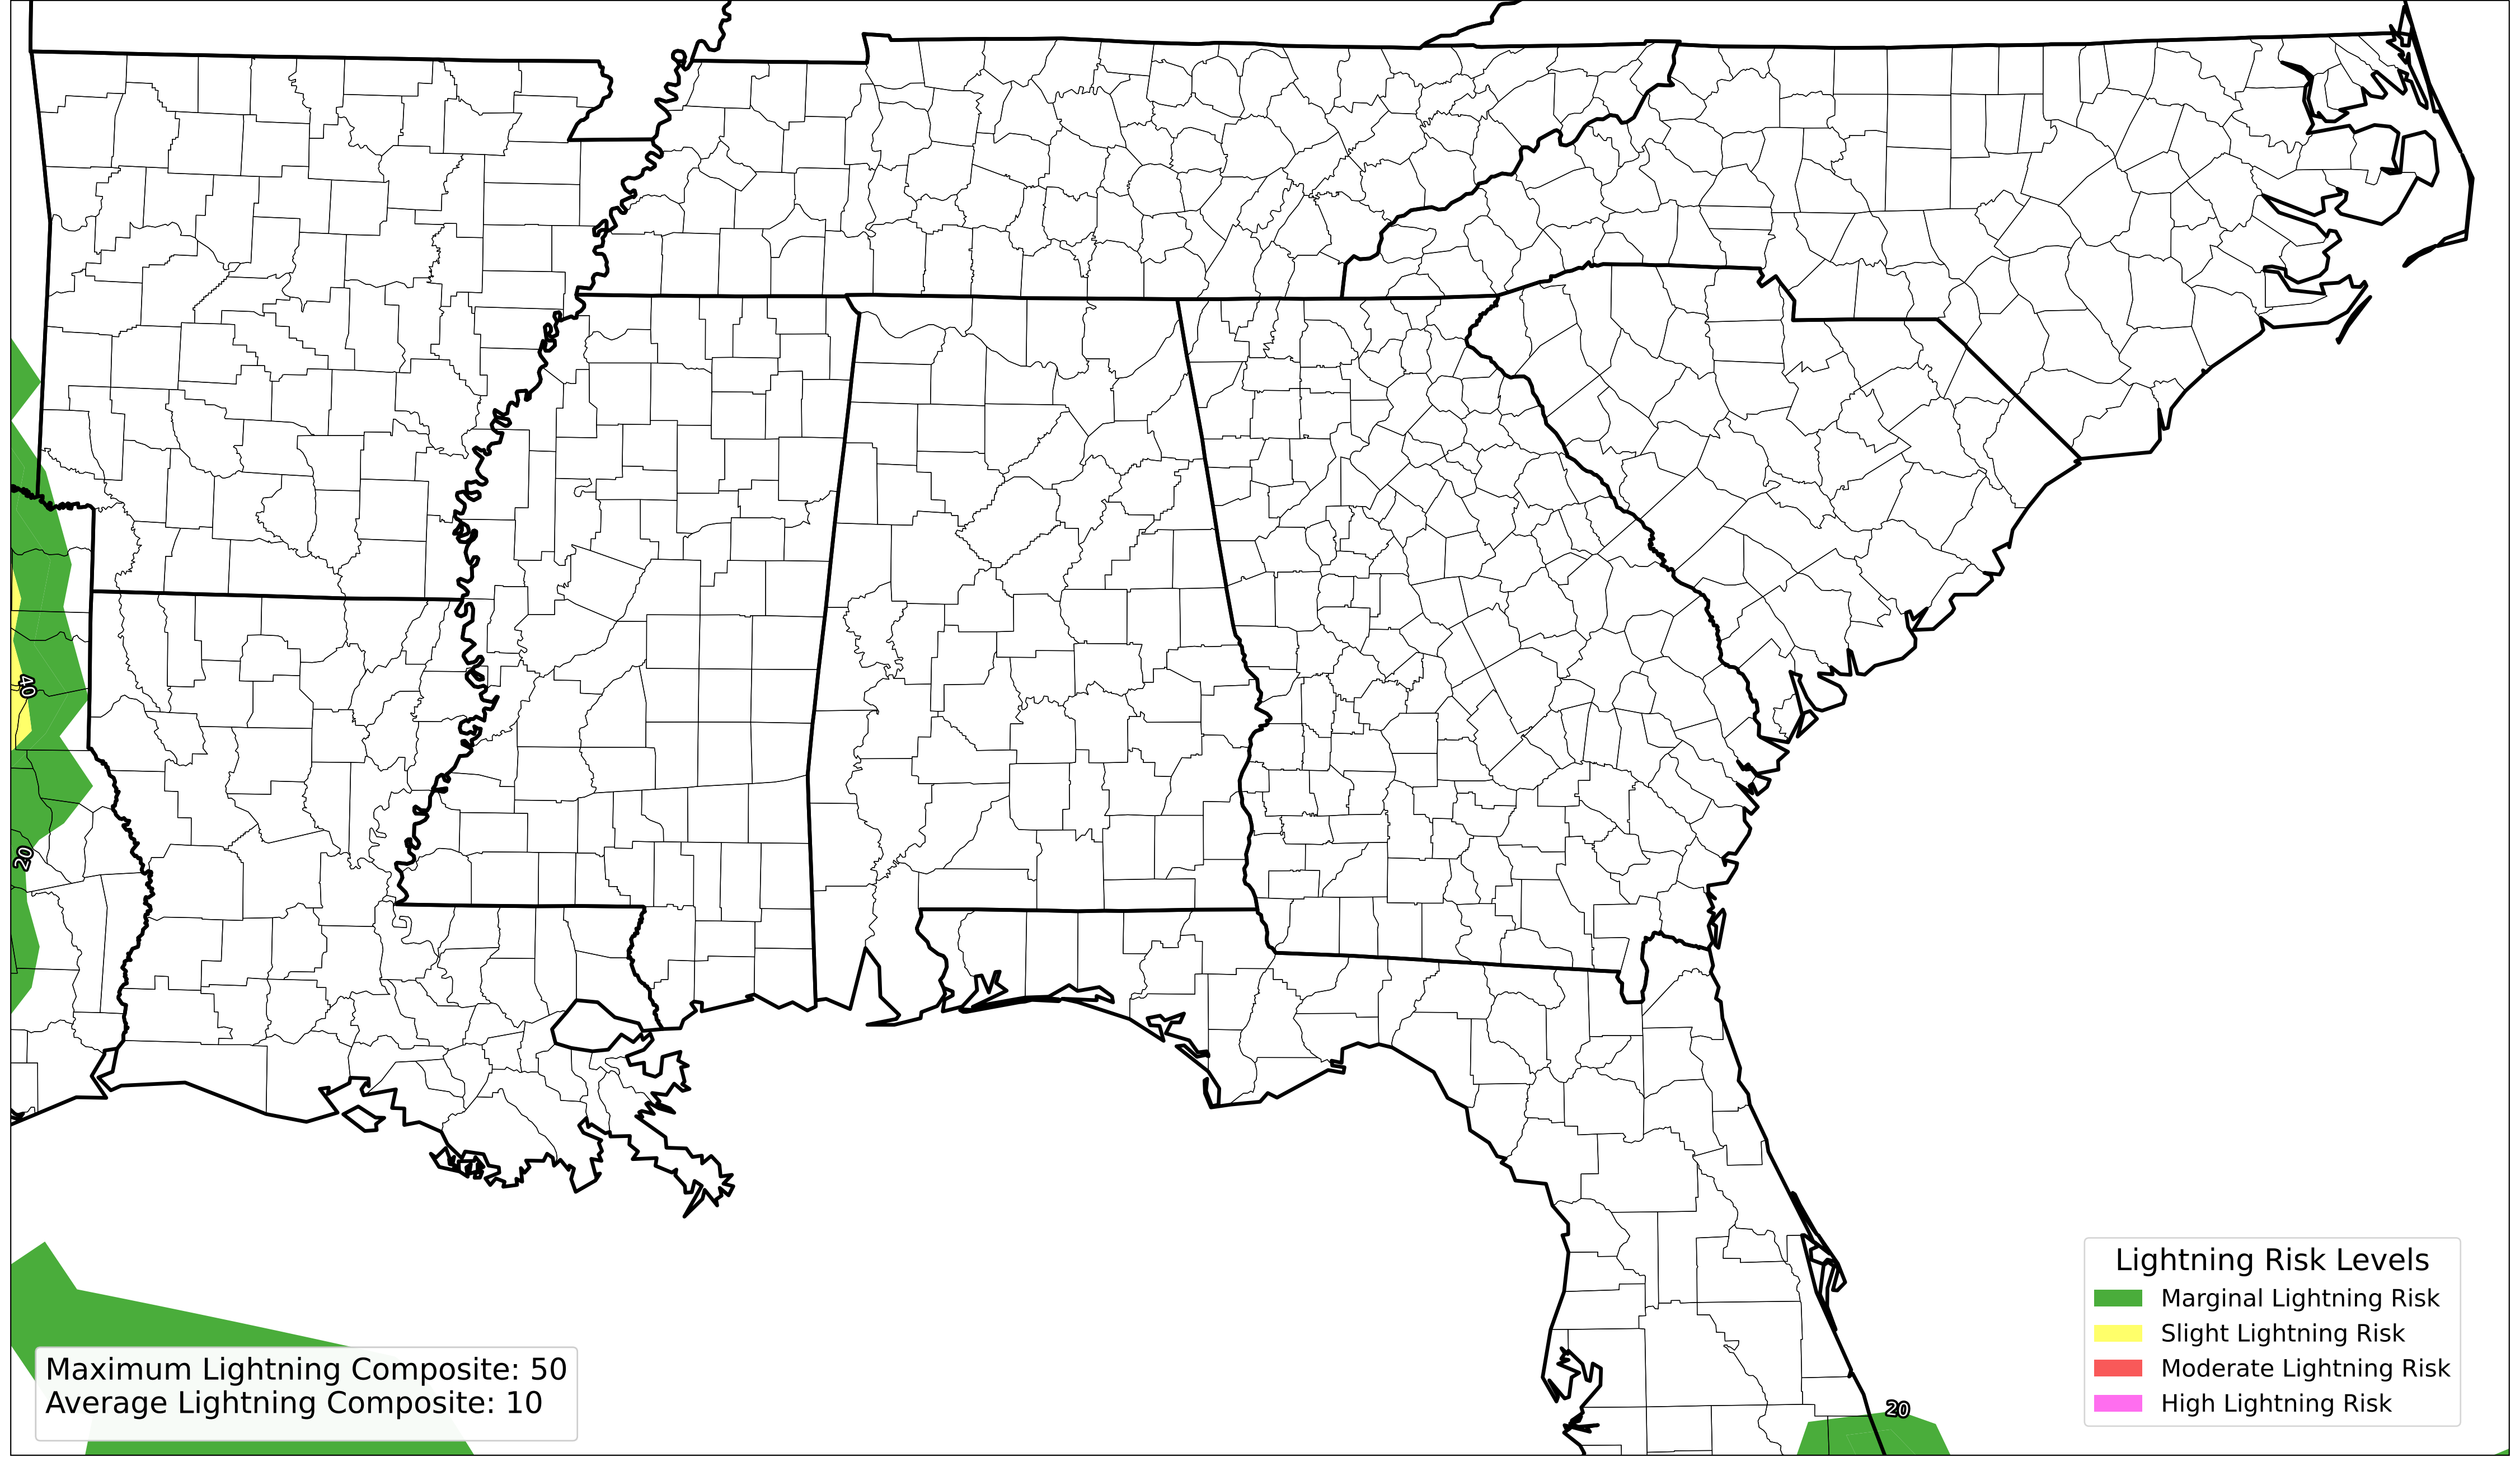 40
20
Maximum Lightning Composite: 50
Average Lightning Composite: 10
20
Lightning Risk Levels
Marginal Lightning Risk
Slight Lightning Risk
Moderate Lightning Risk
High Lightning Risk